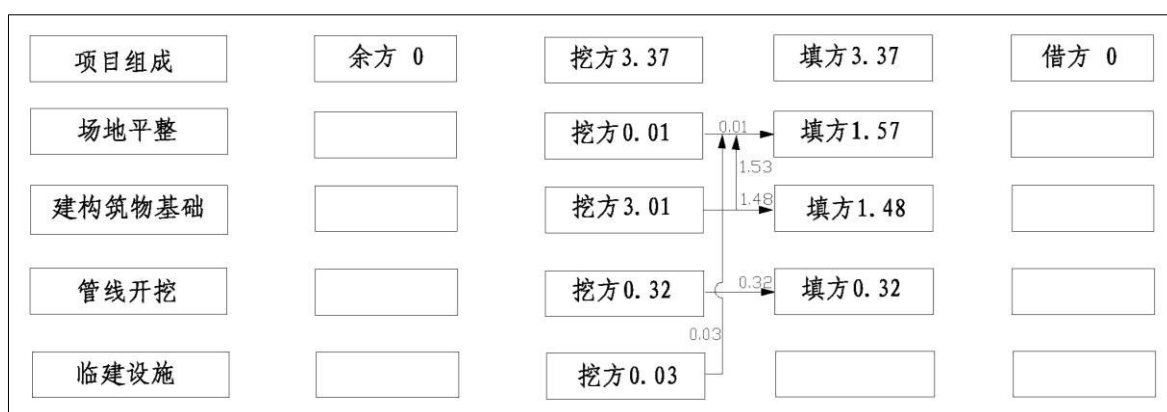 项目组成 余方 0 挖方3.37 填方3.37 借方 0
场地平整 挖方0.01 0.01 填方1.57
1.53
建构筑物基础 挖方3.01 1.48 填方1.48
管线开挖 挖方0.32 0.32 填方0.32
0.03
临建设施 挖方0.03